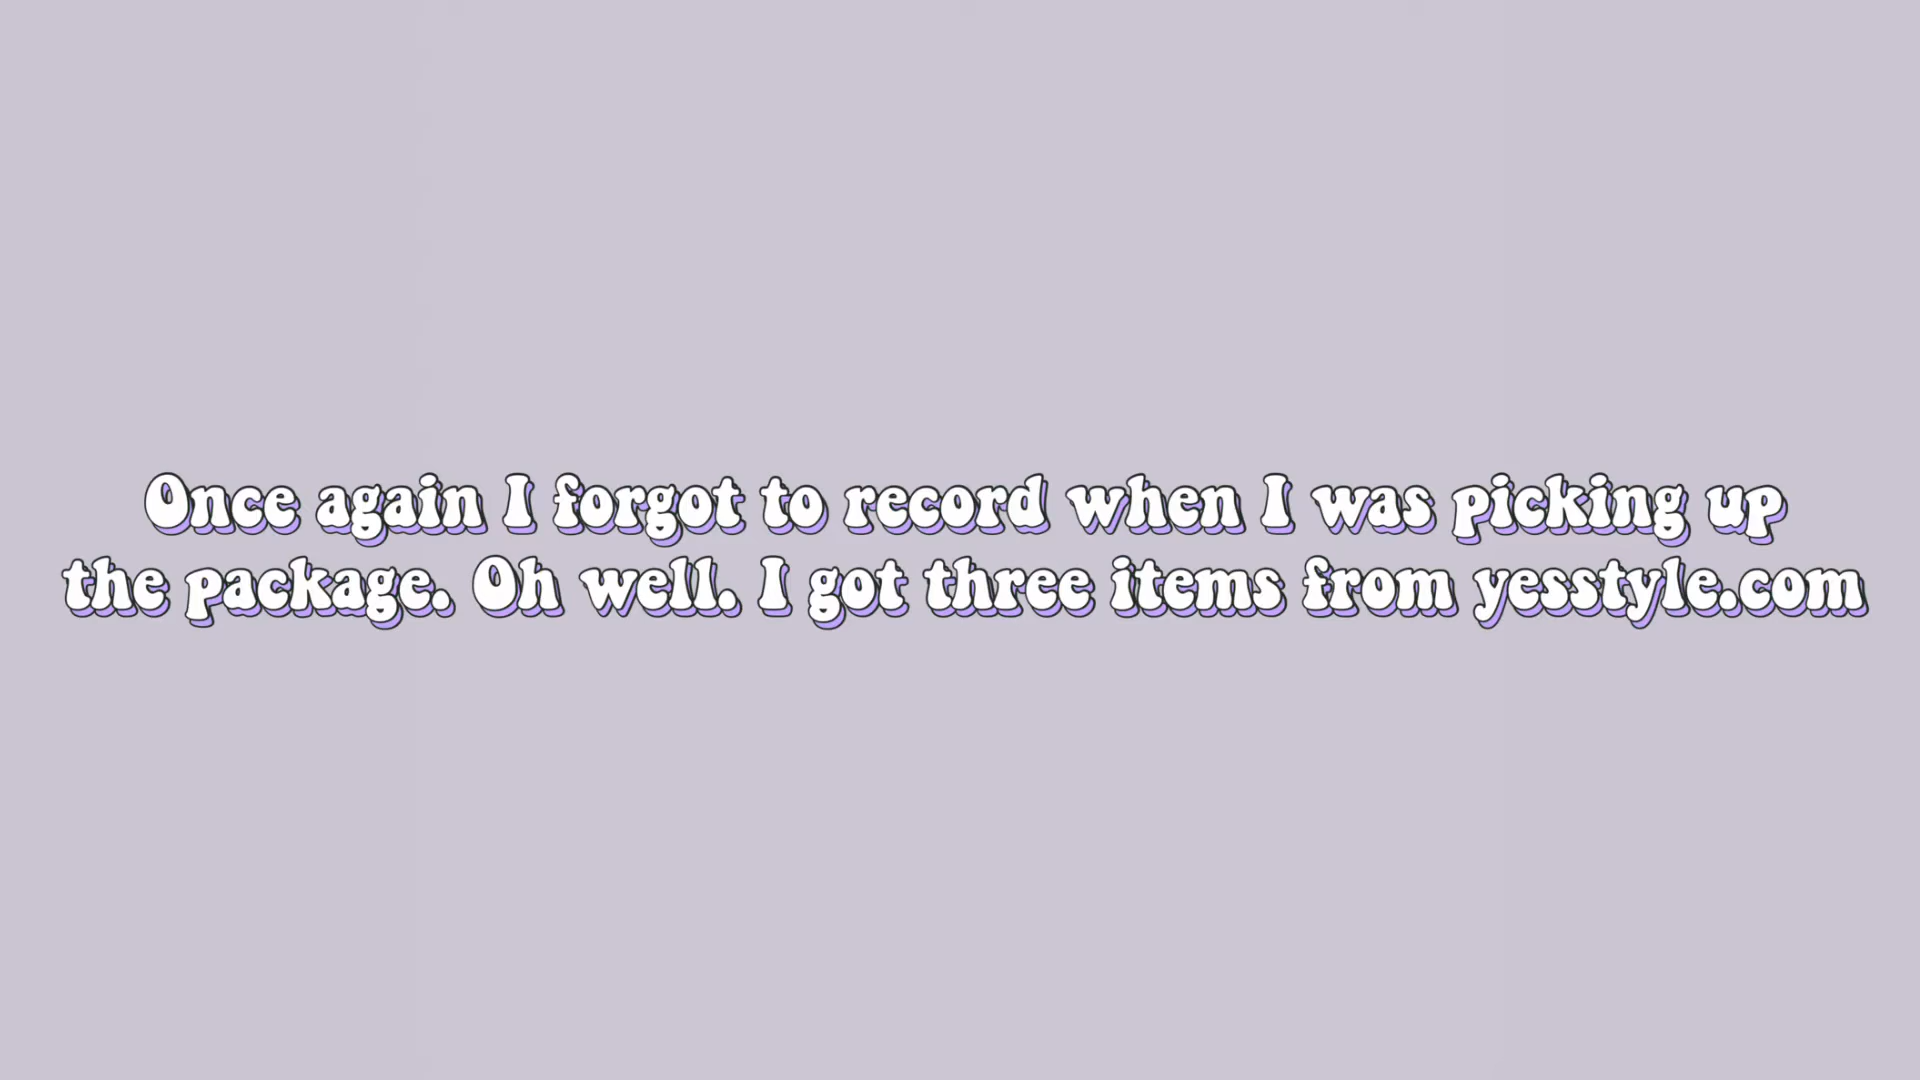 Once again I forgot to record when I was picking up
the package. Oh well. I got three items from yesstyle.com